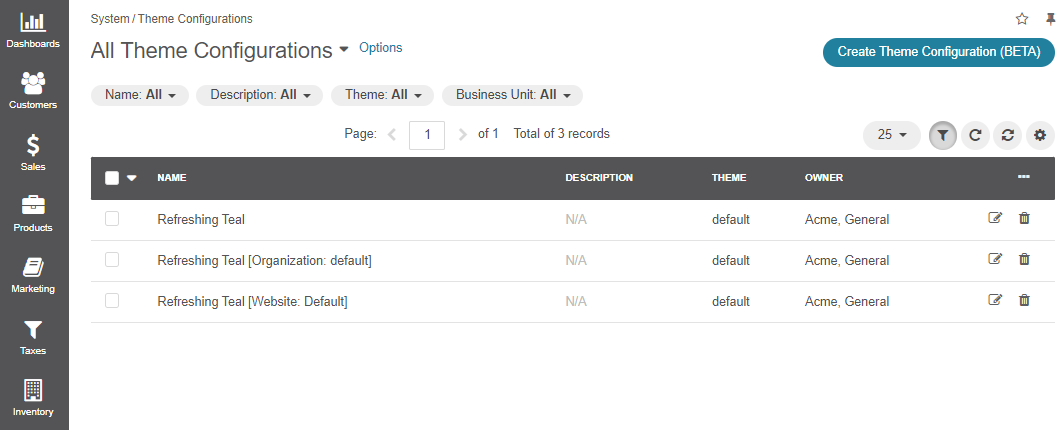 Dashboards
Customers
Sales
Products
Marketing
Taxes
Inventory
System / Theme Configurations
All Theme Configurations Options
Create Theme Configuration (BETA)
Name: All Description: All Theme: All Business Unit: All
Page: 1 of 1 Total of 3 records 25
NAME DESCRIPTION THEME OWNER
Refreshing Teal N/A default Acme, General
Refreshing Teal [Organization: default] N/A default Acme, General
Refreshing Teal [Website: Default] N/A default Acme, General